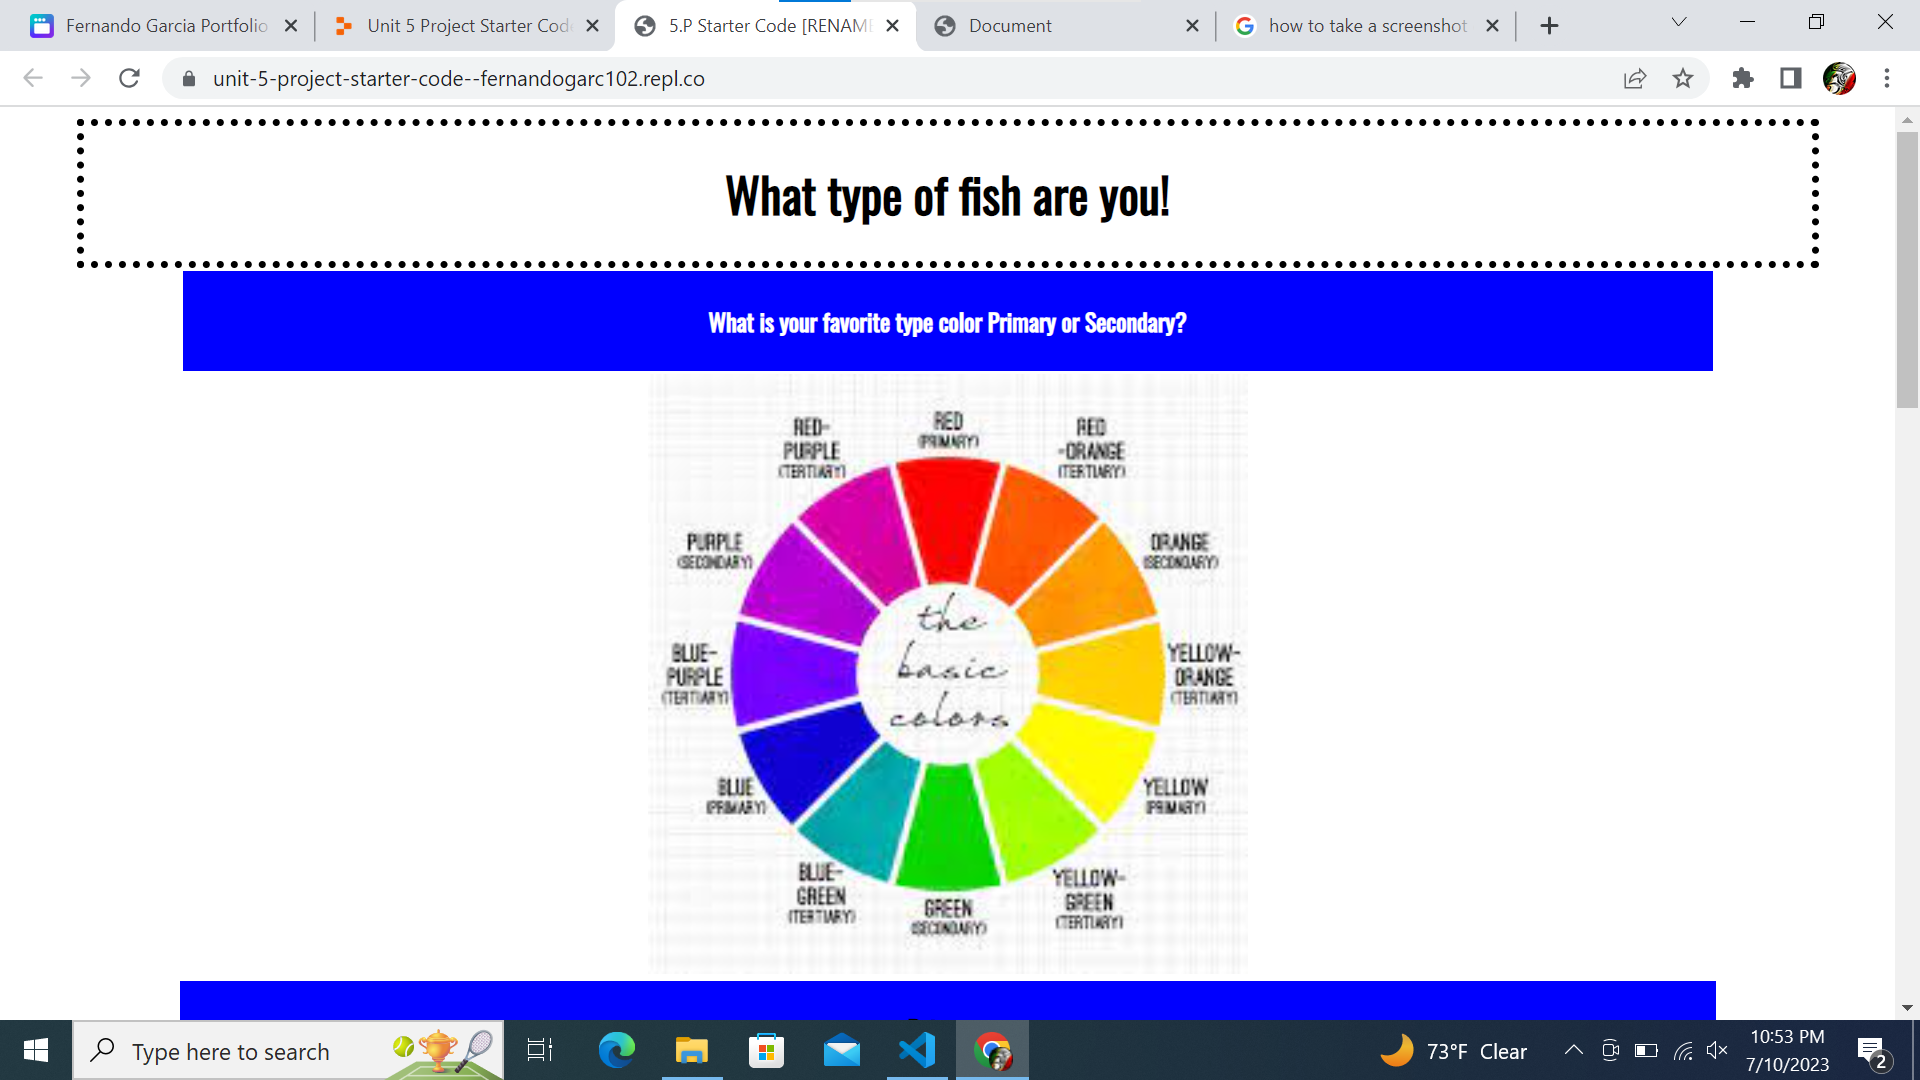 Fernando Garcia Portfolio
Unit 5 Project Starter Code
5.P Starter Code [RENAME
Document
how to take a screenshot
unit-5-project-starter-code--fernandogarc102.repl.co
What type of fish are you!
What is your favorite type color Primary or Secondary?
RED
(PRIMARY)
RED
-ORANGE
(TERTIARY)
ORANGE
(SECONDARY)
YELLOW-
ORANGE
(TERTIARY)
YELLOW
(PRIMARY)
YELLOW-
GREEN
(TERTIARY)
GREEN
(SECONDARY)
BLUE-
GREEN
(TERTIARY)
BLUE
(PRIMARY)
BLUE-
PURPLE
(TERTIARY)
PURPLE
(SECONDARY)
RED-
PURPLE
(TERTIARY)
the
basic
colors
Type here to search
73°F Clear
10:53 PM
7/10/2023
2